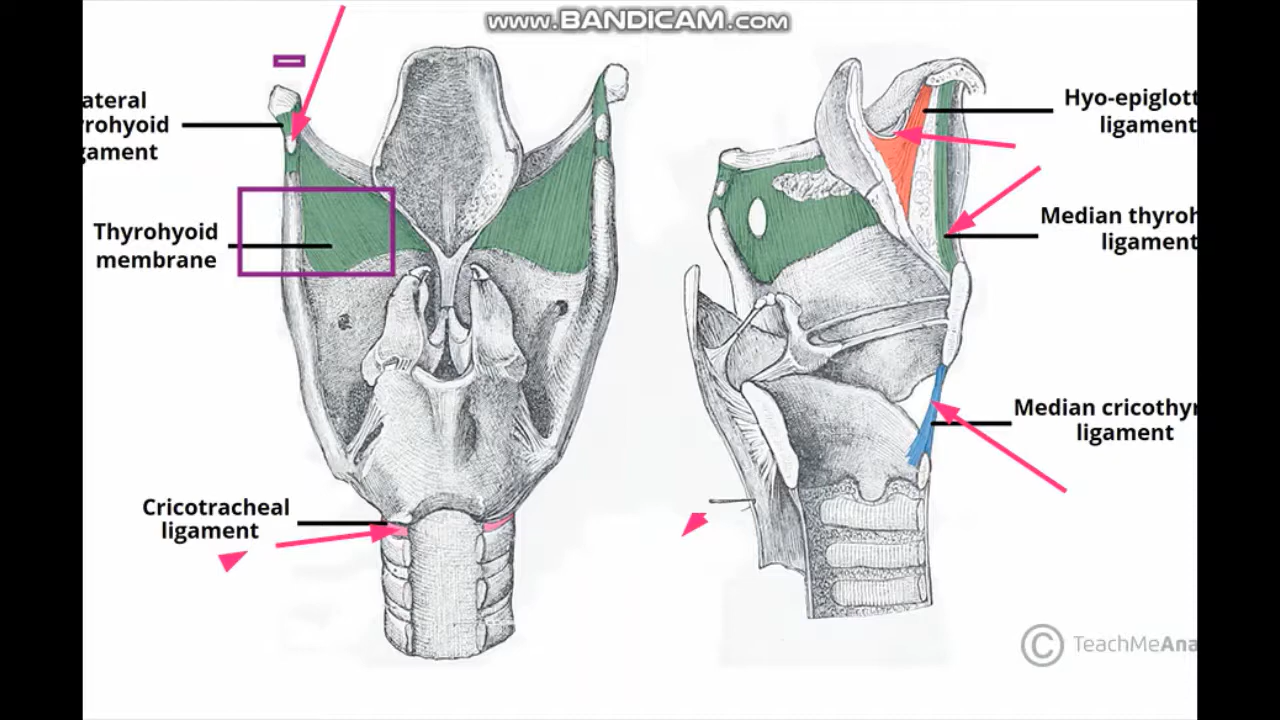 www.BANDICAM.com
ateral
rohyoid
gament
Thyrohyoid
membrane
Cricotracheal
ligament
Hyo-epiglott
ligament
Median thyroh
ligament
Median cricothyr
ligament
© TeachMeAna